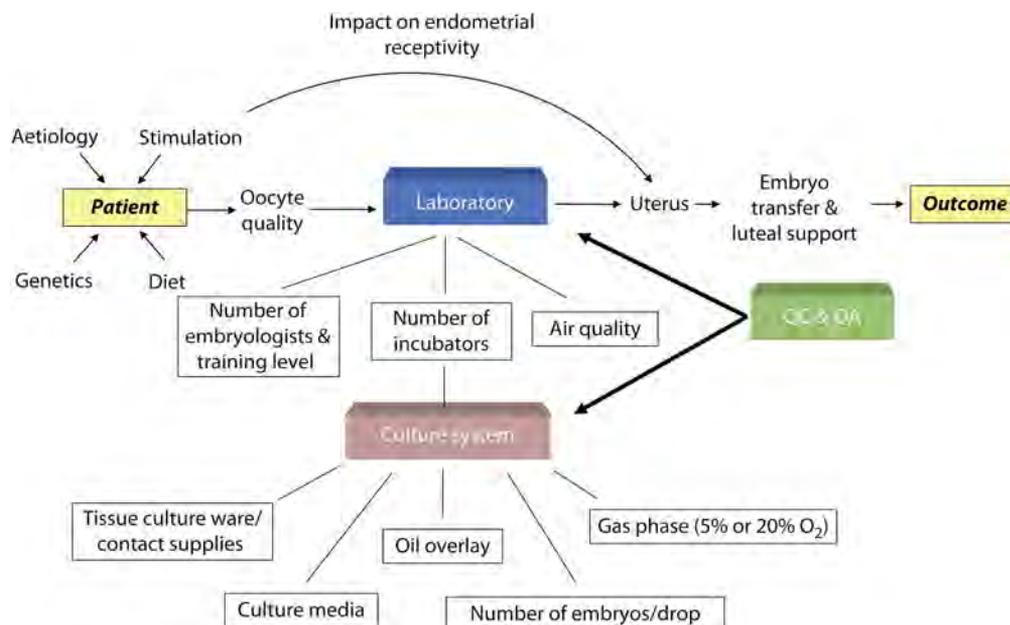 Impact on endometrial
receptivity
Aetiology
Stimulation
Patient
Oocyte
quality
Laboratory
Uterus
Embryo
transfer &
luteal support
Outcome
Genetics
Diet
Number of
embryologists &
training level
Number of
incubators
Air quality
QC & QA
Culture system
Tissue culture ware/
contact supplies
Oil overlay
Gas phase (5% or 20% O₂)
Culture media
Number of embryos/drop